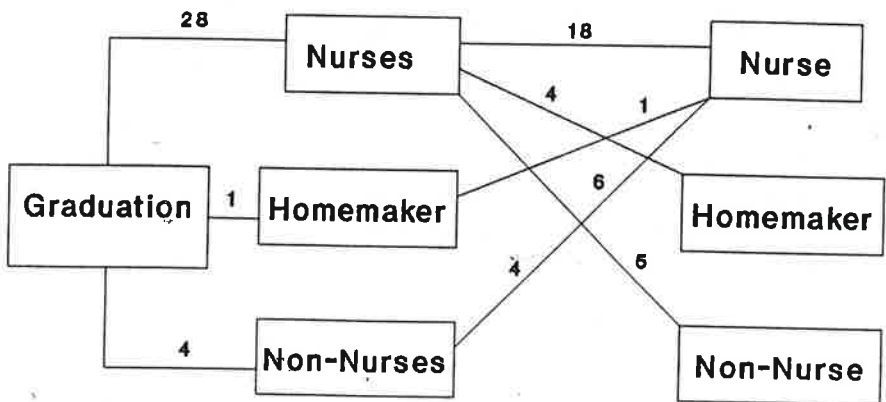 28
18
Nurses
Nurse
4
1
6
Graduation
1
Homemaker
Homemaker
4
5
4
Non-Nurses
Non-Nurse